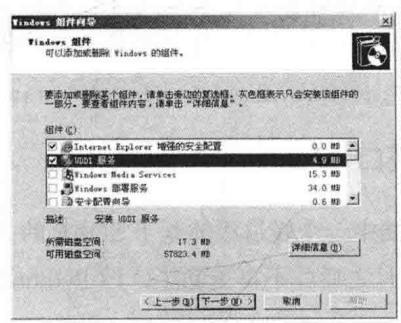 Windows 组件向导
Windows 组件
可以添加或删除 Windows 的组件。
要添加或删除某个组件，请单击旁边的复选框。灰色框表示只会安装该组件的
一部分。要查看组件内容，请单击“详细信息”。
组件(C):
Internet Explorer 增强的安全配置 0.0 MB
UDDI 服务 4.9 MB
Windows Media Services 15.3 MB
Windows 部署服务 34.0 MB
安全配置向导 0.6 MB
描述: 安装 UDDI 服务
所需磁盘空间: 17.3 MB
可用磁盘空间: 57823.4 MB
详细信息(D)...
< 上一步(B) 下一步(N) > 取消 帮助